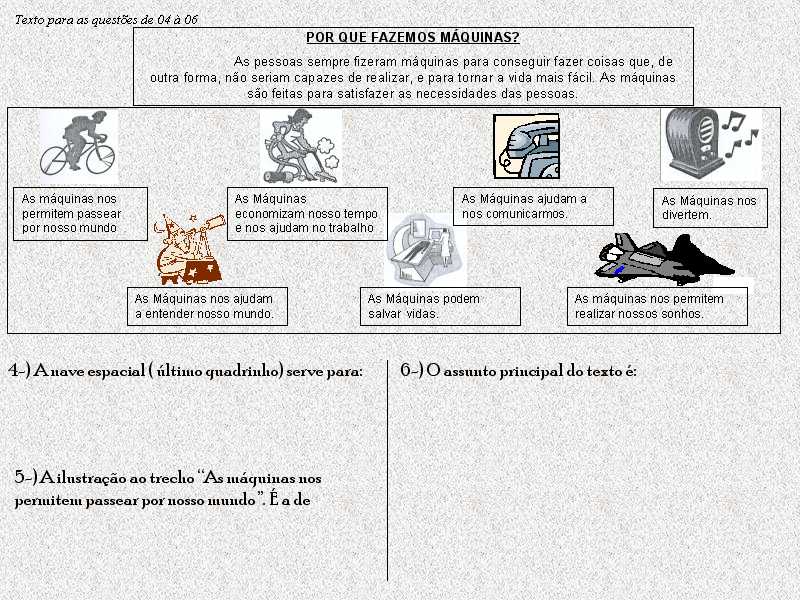 Texto para as questões de 04 à 06
POR QUE FAZEMOS MÁQUINAS?
As pessoas sempre fizeram máquinas para conseguir fazer coisas que, de
outra forma, não seriam capazes de realizar, e para tornar a vida mais fácil. As máquinas
são feitas para satisfazer as necessidades das pessoas.
As máquinas nos
permitem passear
por nosso mundo
As Máquinas
economizam nosso tempo
e nos ajudam no trabalho
As Máquinas ajudam a
nos comunicarmos.
As Máquinas nos
divertem.
As Máquinas nos ajudam
a entender nosso mundo.
As Máquinas podem
salvar vidas.
As máquinas nos permitem
realizar nossos sonhos.
4-) A nave espacial ( último quadrinho) serve para:
5-) A ilustração ao trecho “As máquinas nos
permitem passear por nosso mundo”. É a de
6-) O assunto principal do texto é: